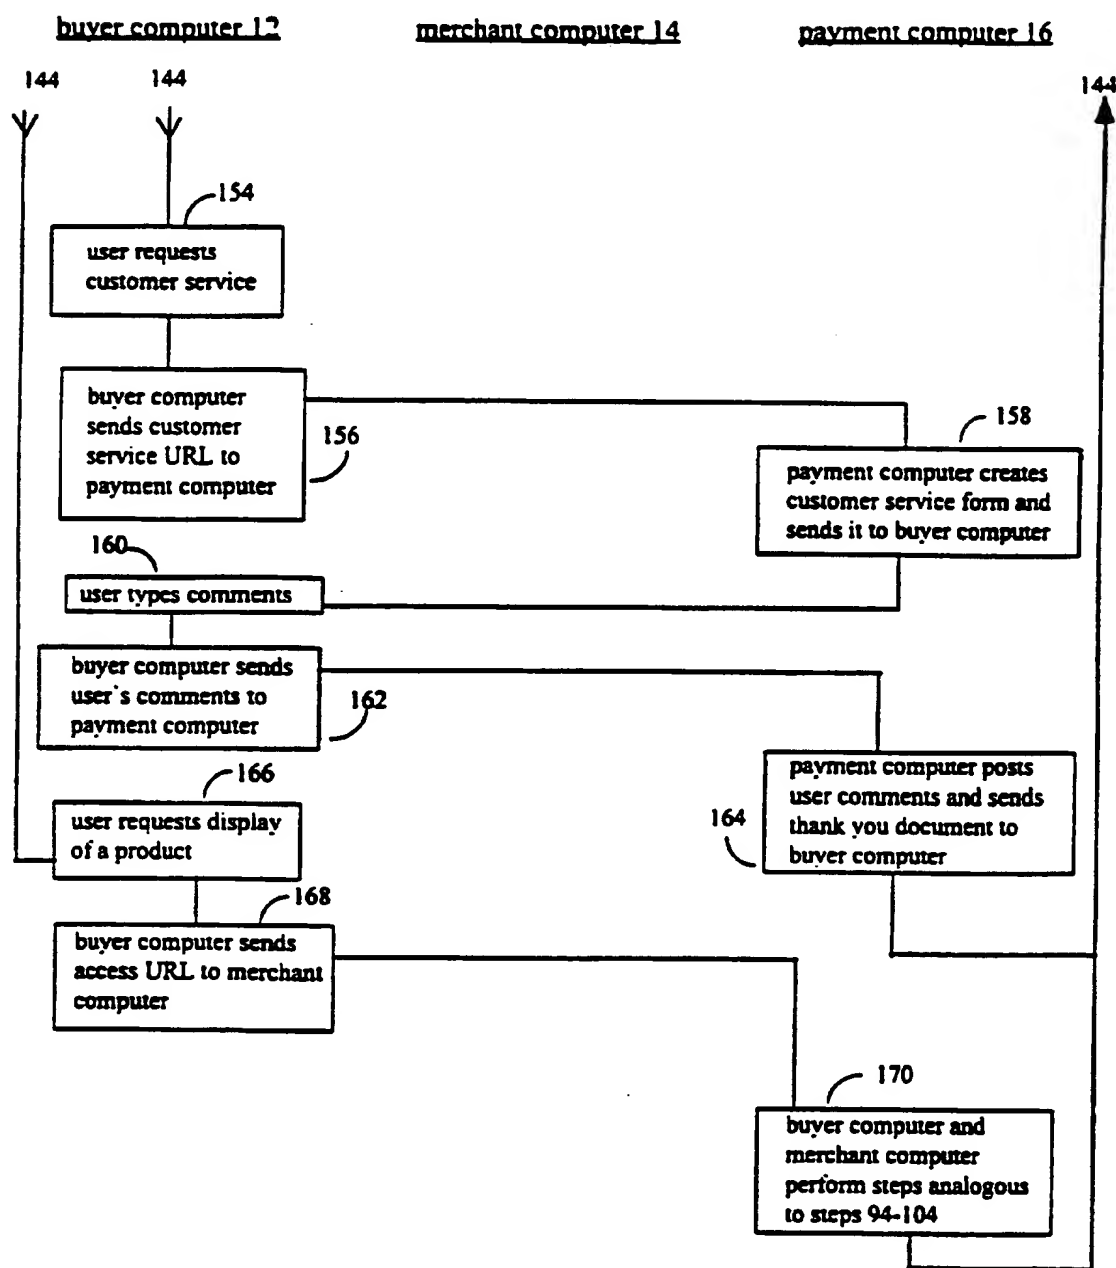 buyer computer 12
merchant computer 14
payment computer 16
144
144
144
154
user requests
customer service
buyer computer
sends customer
service URL to
payment computer
156
158
payment computer creates
customer service form and
sends it to buyer computer
160
user types comments
buyer computer sends
user's comments to
payment computer
162
payment computer posts
user comments and sends
thank you document to
buyer computer
164
166
user requests display
of a product
168
buyer computer sends
access URL to merchant
computer
170
buyer computer and
merchant computer
perform steps analogous
to steps 94-104